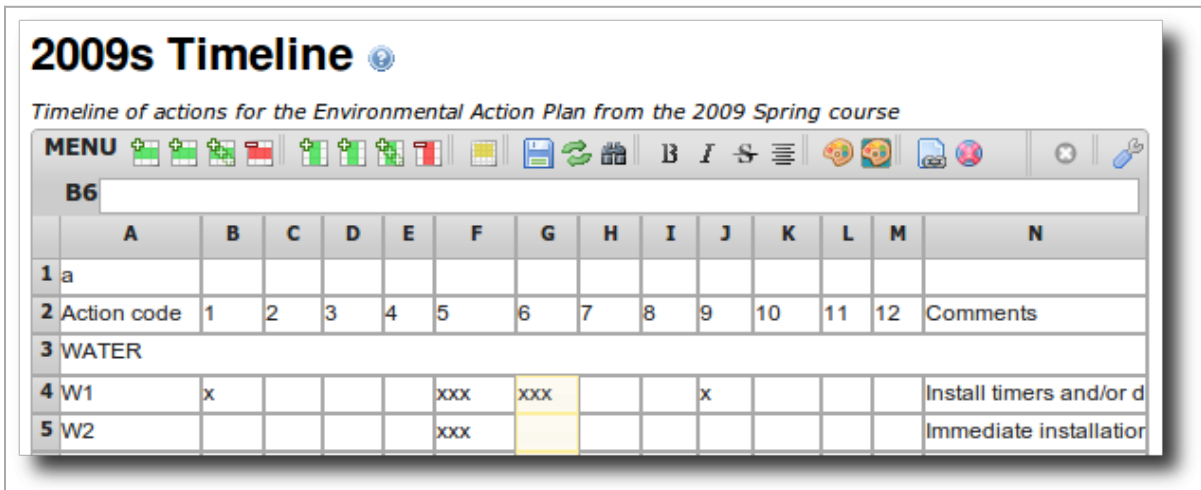 2009s Timeline
Timeline of actions for the Environmental Action Plan from the 2009 Spring course
MENU B I S
B6
A B C D E F G H I J K L M N
1 a
2 Action code 1 2 3 4 5 6 7 8 9 10 11 12 Comments
3 WATER
4 W1 x xxx xxx x Install timers and/or d
5 W2 xxx Immediate installation